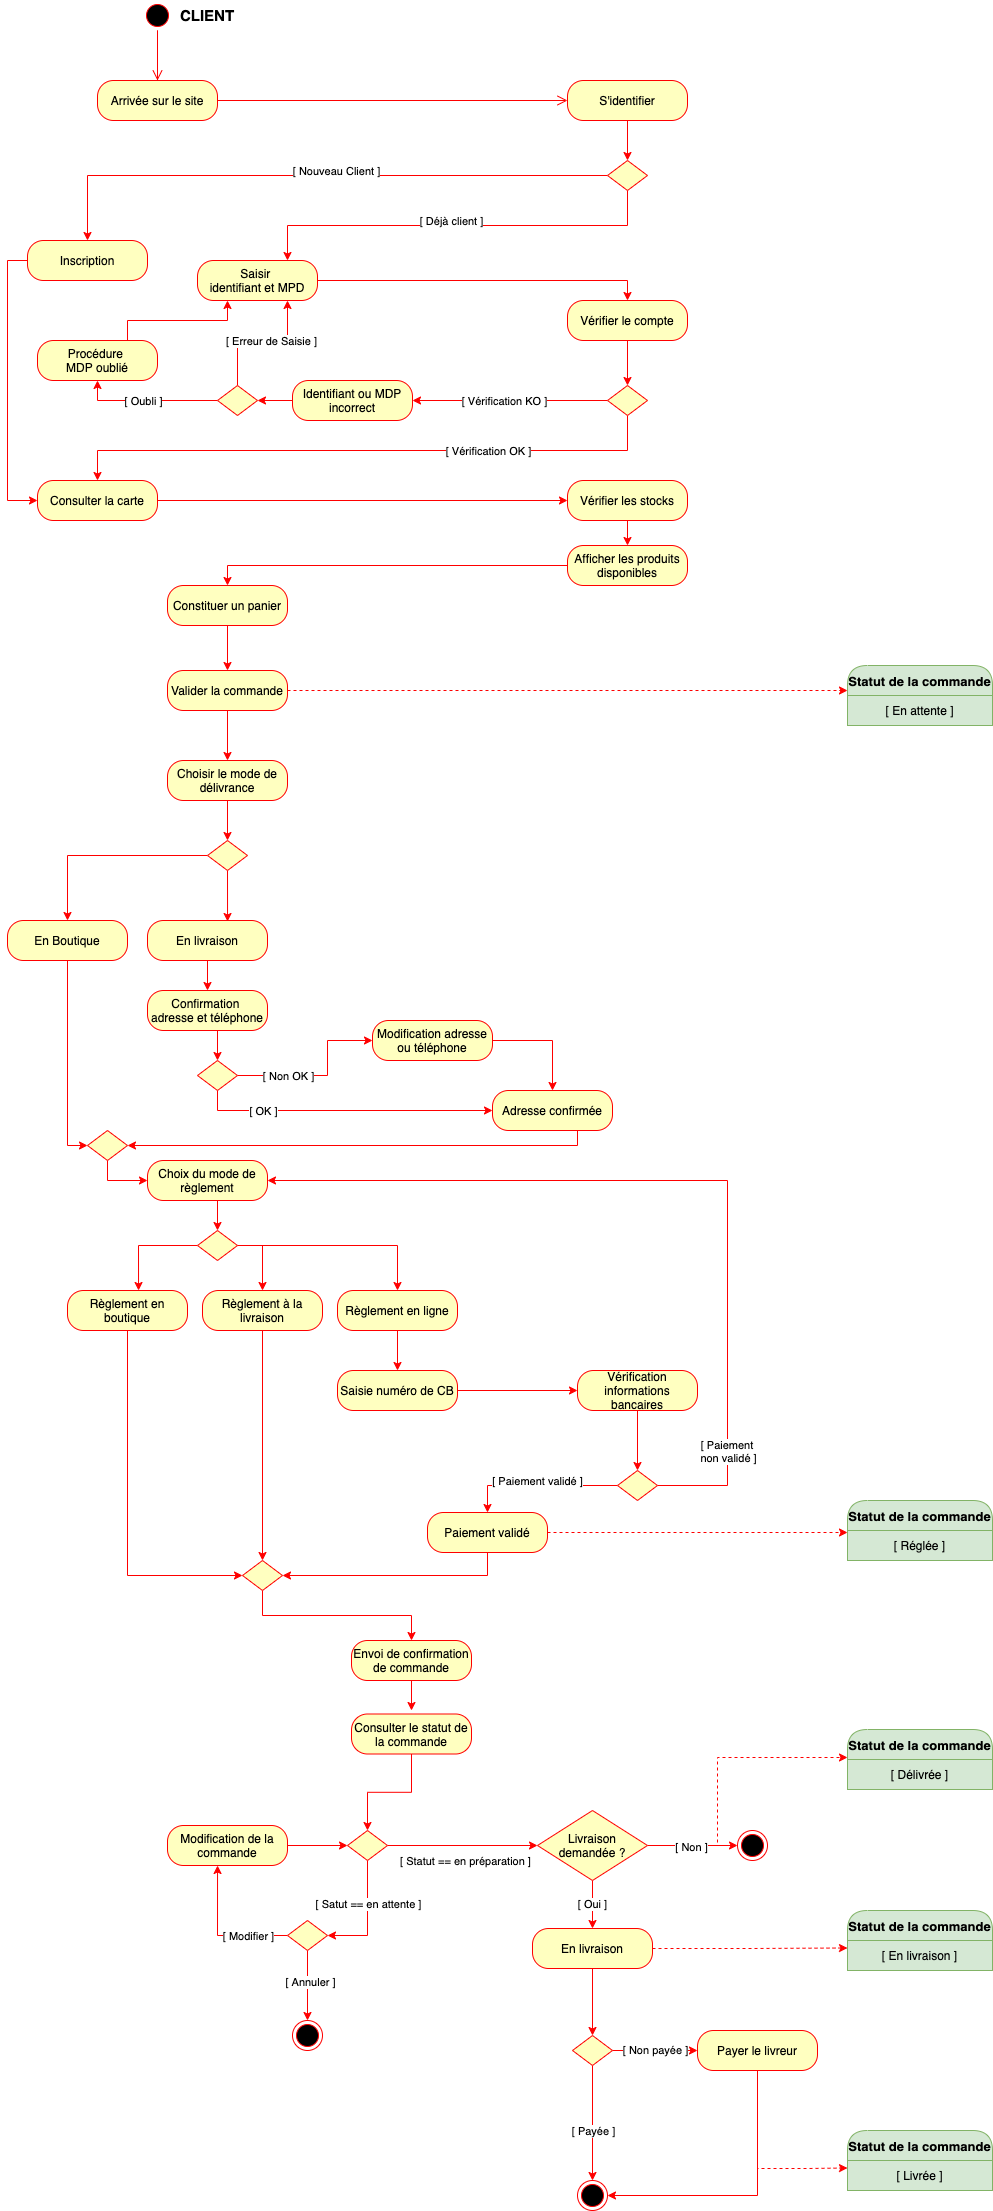 CLIENT
Arrivée sur le site
S'identifier
[ Nouveau Client ]
[ Déjà client ]
Inscription
Saisir
identifiant et MPD
Vérifier le compte
[ Erreur de Saisie ]
Procédure
MDP oublié
[ Oubli ]
Identifiant ou MDP
incorrect
[ Vérification KO ]
[ Vérification OK ]
Consulter la carte
Vérifier les stocks
Afficher les produits
disponibles
Constituer un panier
Valider la commande
Statut de la commande
[ En attente ]
Choisir le mode de
délivrance
En Boutique
En livraison
Confirmation
adresse et téléphone
Modification adresse
ou téléphone
[ Non OK ]
[ OK ]
Adresse confirmée
Choix du mode de
règlement
Règlement en
boutique
Règlement à la
livraison
Règlement en ligne
Saisie numéro de CB
Vérification
informations
bancaires
[ Paiement
non validé ]
[ Paiement validé ]
Paiement validé
Statut de la commande
[ Réglée ]
Envoi de confirmation
de commande
Consulter le statut de
la commande
Statut de la commande
[ Délivrée ]
Modification de la
commande
[ Statut == en préparation ]
Livraison
demandée ?
[ Non ]
[ Satut == en attente ]
[ Oui ]
[ Modifier ]
En livraison
Statut de la commande
[ En livraison ]
[ Annuler ]
[ Non payée ]
Payer le livreur
[ Payée ]
Statut de la commande
[ Livrée ]